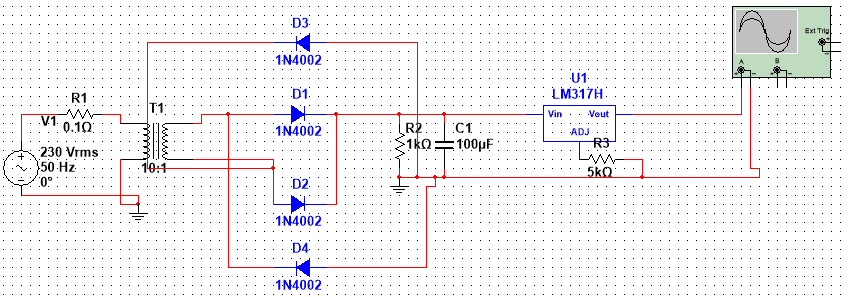 D3
1N4002
Ext Trig
+
-
A
B
+ - + -
U1
LM317H
Vin Vout
ADJ
R1
0.1Ω
T1
10:1
V1
230 Vrms
50 Hz
0°
D1
1N4002
R2
1kΩ
C1
100µF
R3
5kΩ
D2
1N4002
D4
1N4002